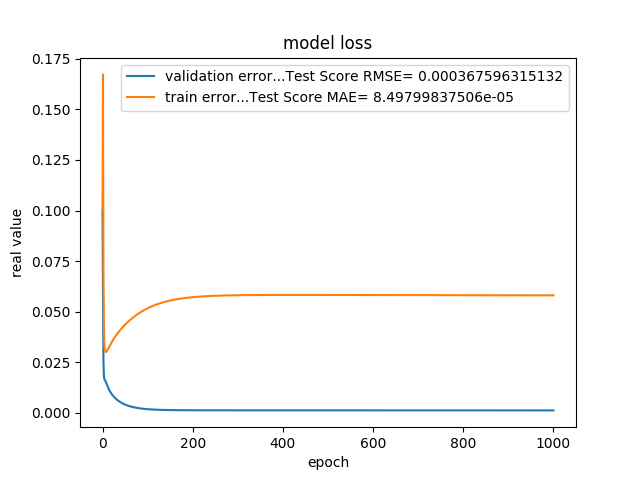 model loss
validation error...Test Score RMSE= 0.000367596315132
train error...Test Score MAE= 8.49799837506e-05
0.175
0.150
0.125
0.100
0.075
0.050
0.025
0.000
real value
0 200 400 600 800 1000
epoch